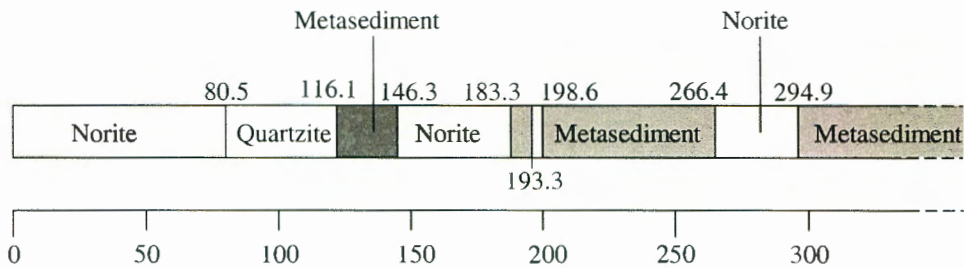 Metasediment Norite
80.5 116.1 146.3 183.3 198.6 266.4 294.9
Norite Quartzite Norite Metasediment Metasediment
193.3
0 50 100 150 200 250 300